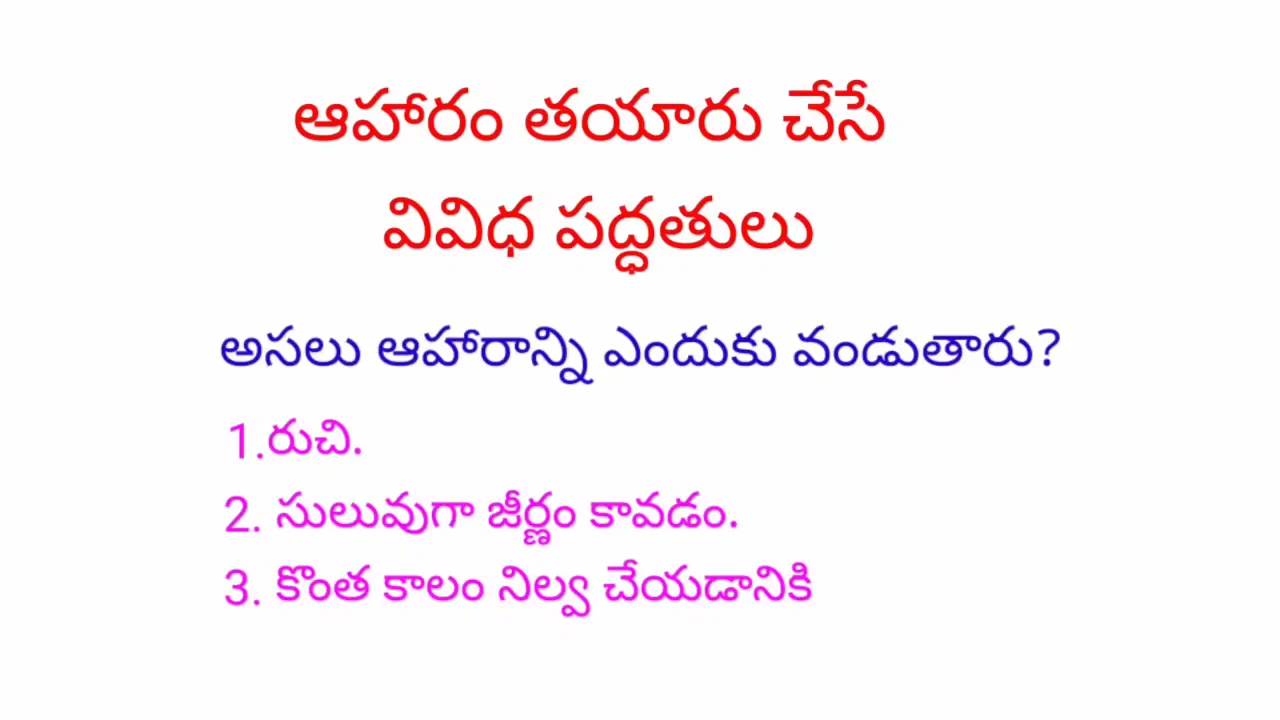 ఆహారం తయారు చేసే
వివిధ పద్ధతులు
అసలు ఆహారాన్ని ఎందుకు వండుతారు?
1.రుచి.
2. సులువుగా జీర్ణం కావడం.
3. కొంత కాలం నిల్వ చేయడానికి